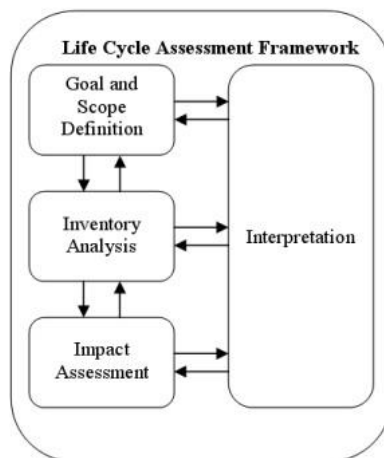 Life Cycle Assessment Framework
Goal and
Scope
Definition
Inventory
Analysis
Interpretation
Impact
Assessment